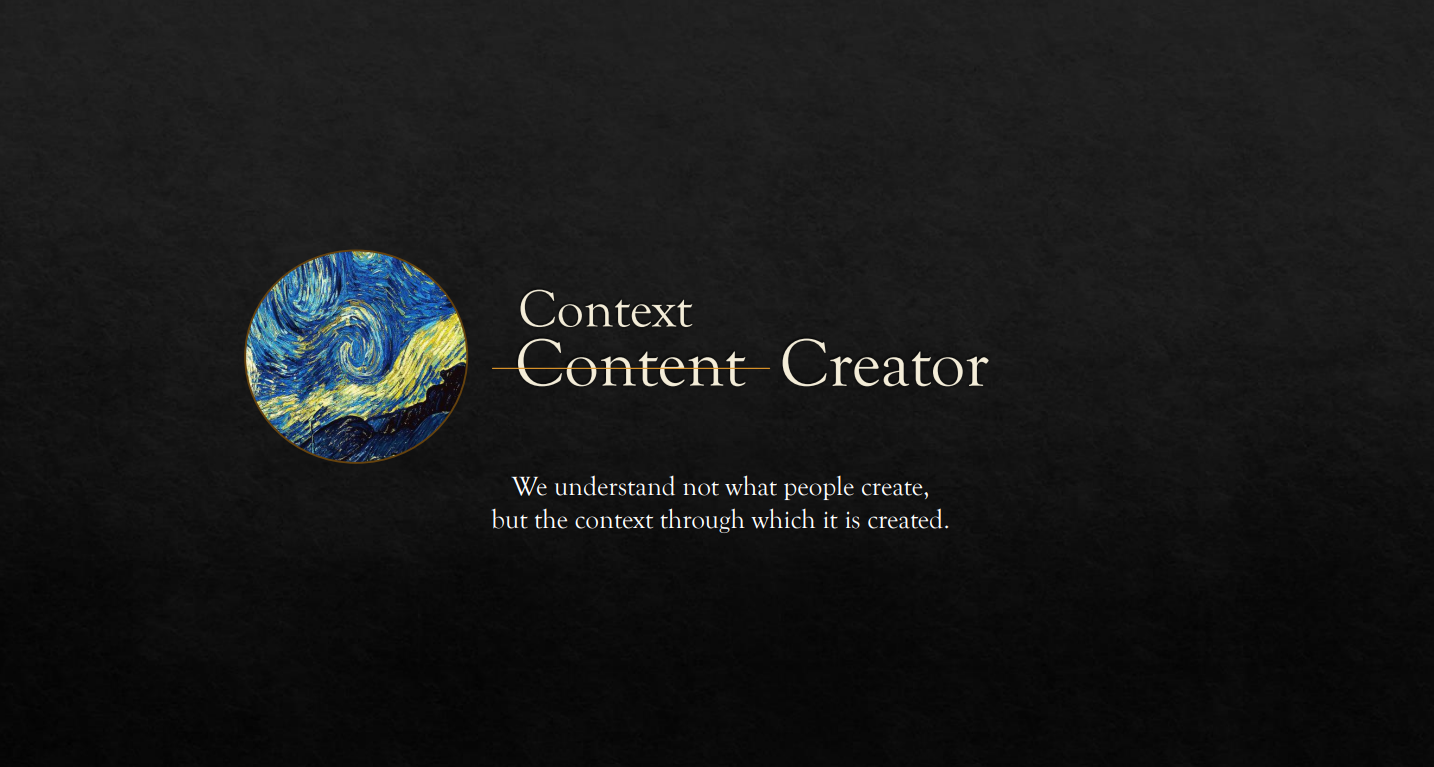 Context
Content Creator
We understand not what people create,
but the context through which it is created.